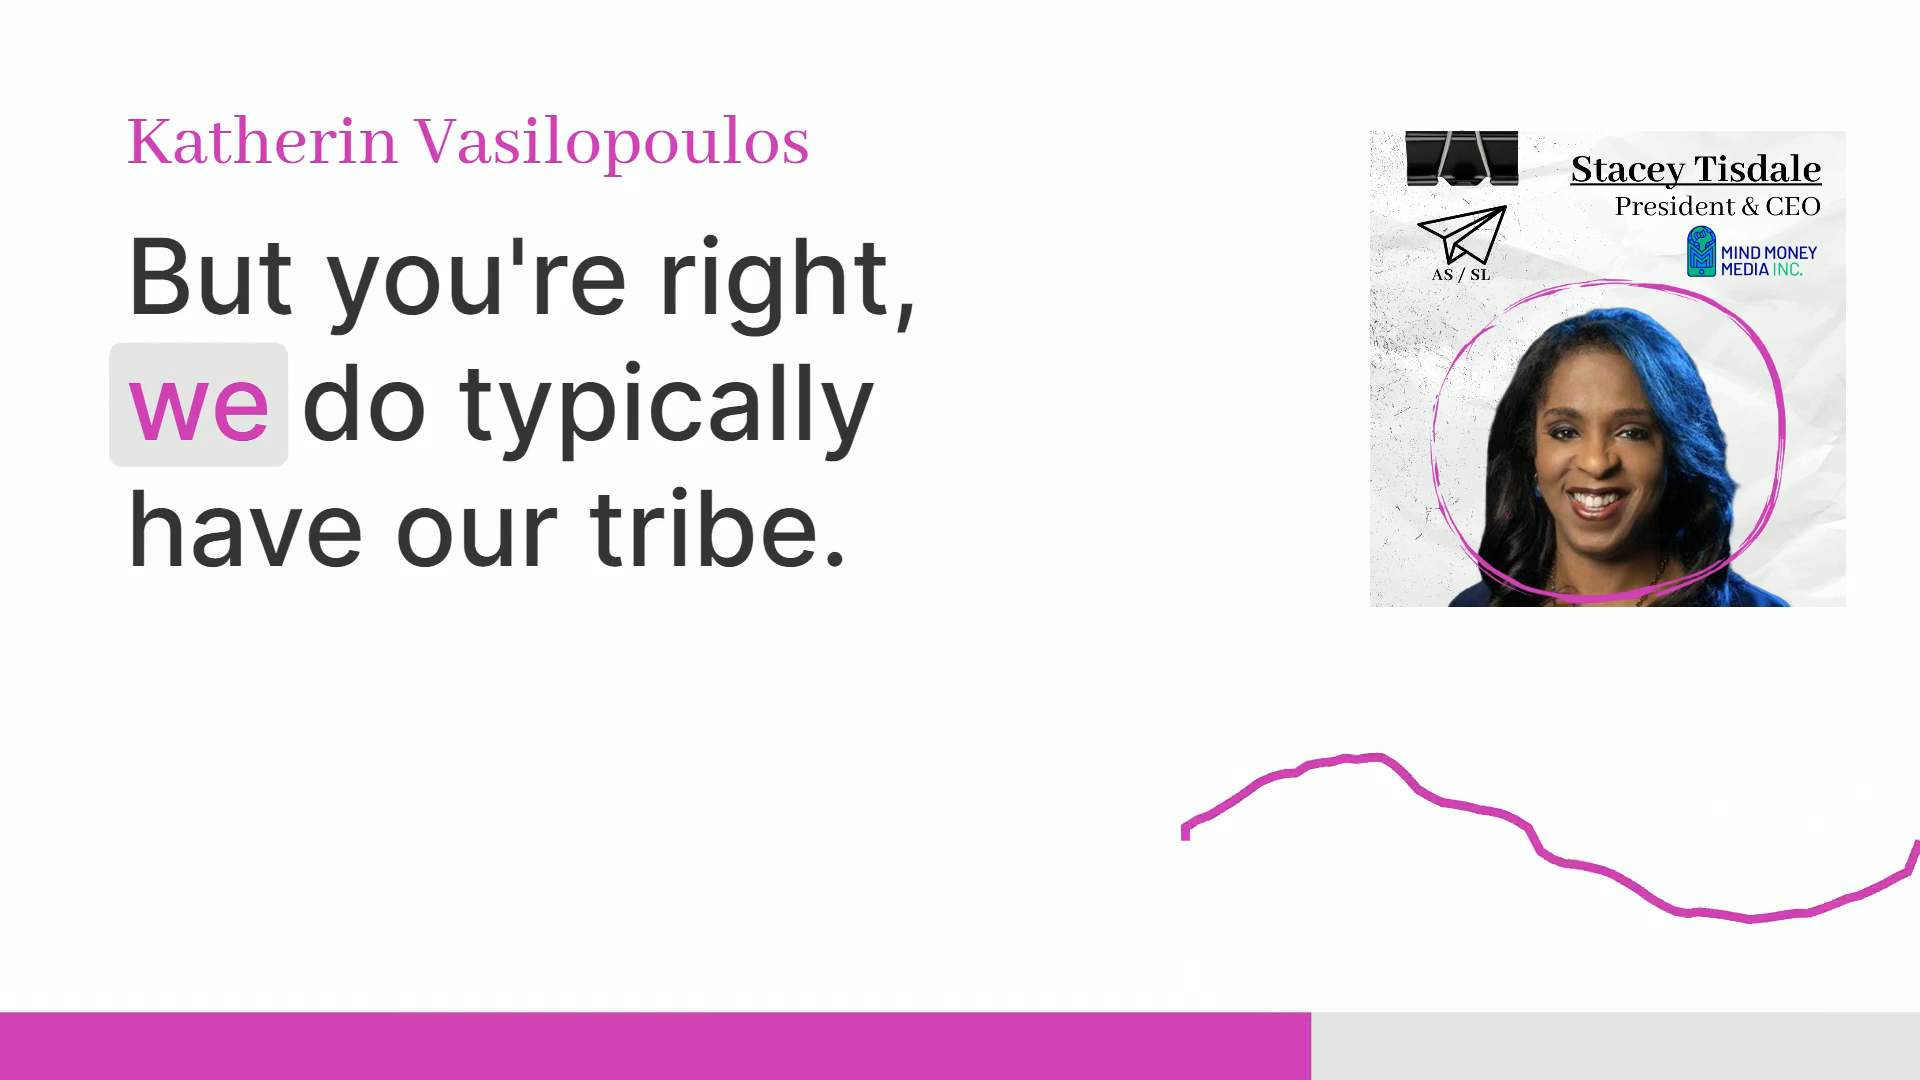 Katherin Vasilopoulos
But you're right,
we do typically
have our tribe.
Stacey Tisdale
President & CEO
MIND MONEY
MEDIA INC.
AS / SL